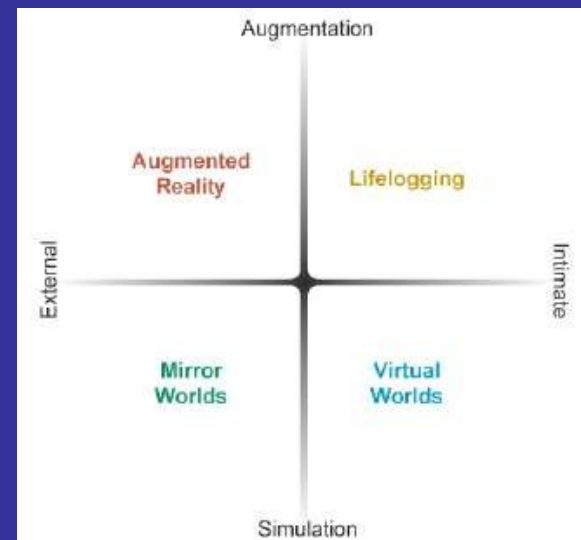 Augmentation
Augmented
Reality
Lifelogging
External
Intimate
Mirror
Worlds
Virtual
Worlds
Simulation